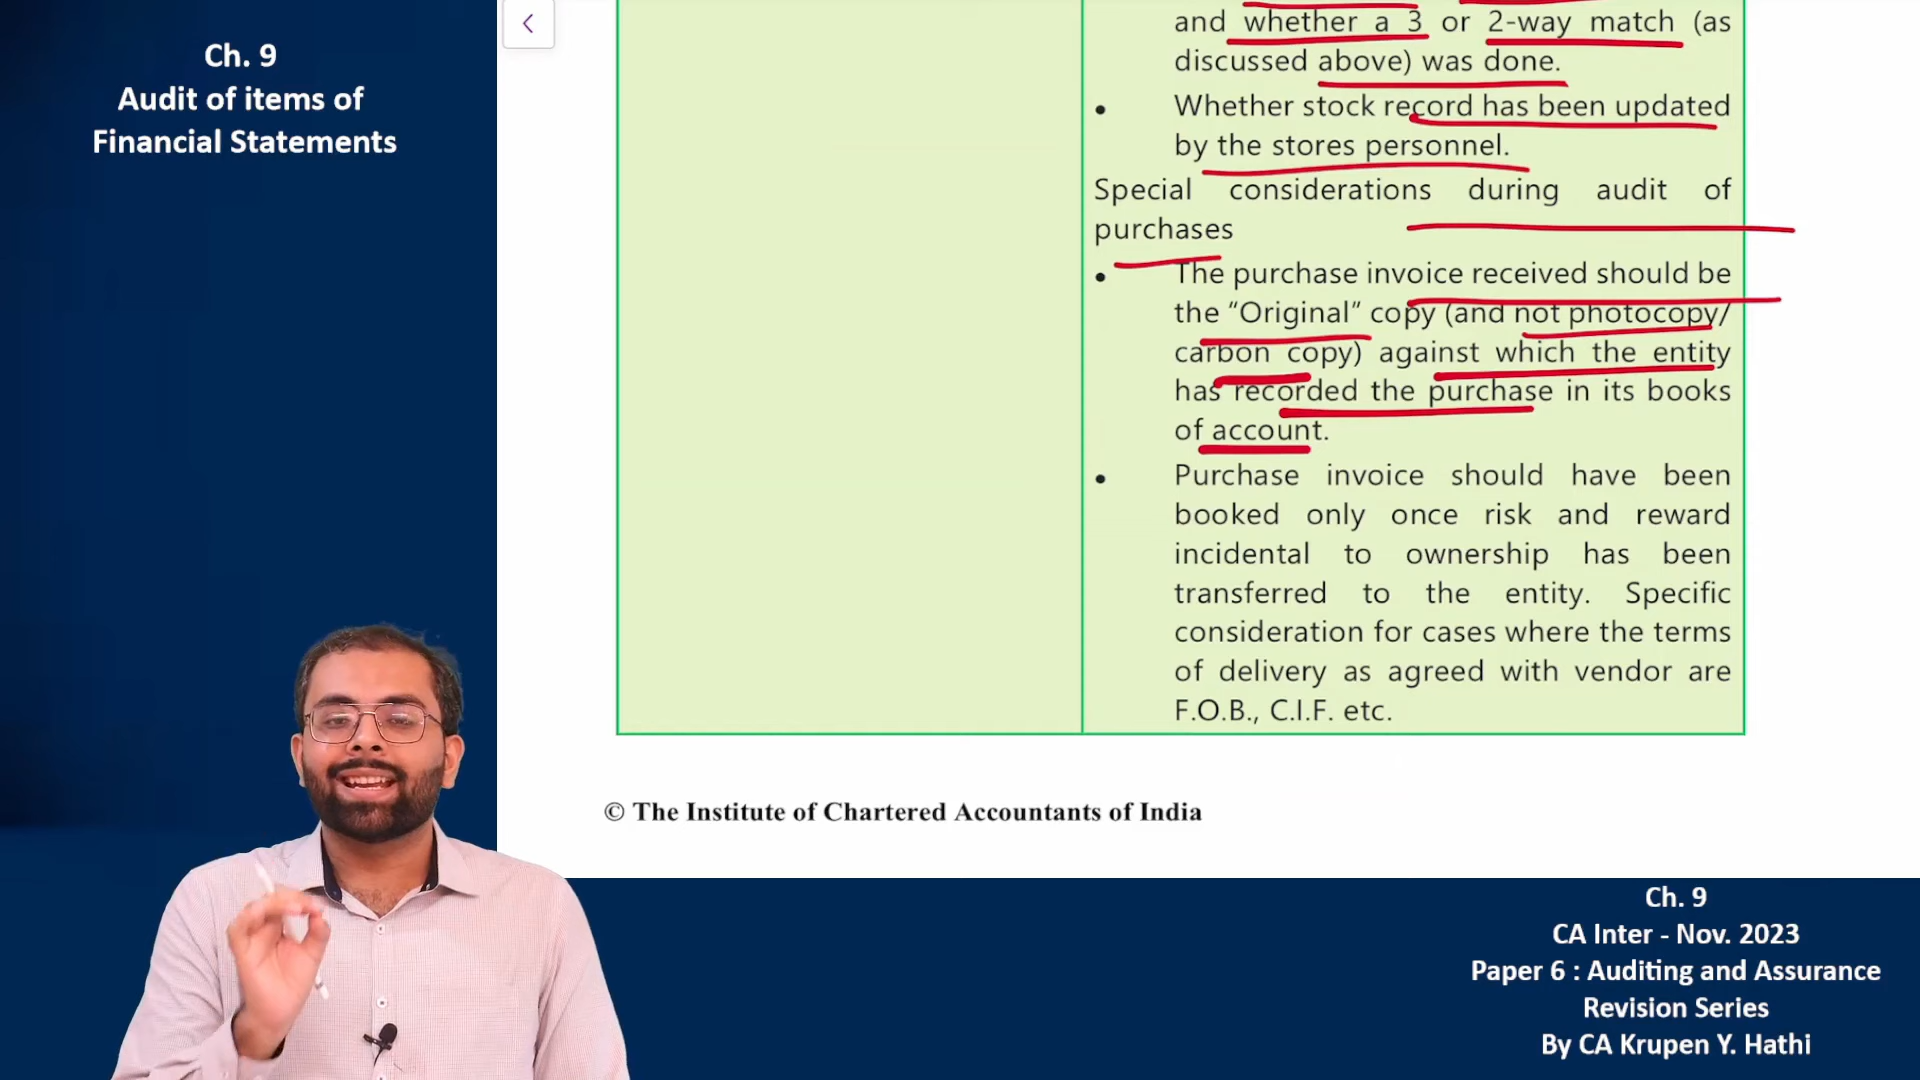 Ch. 9
Audit of items of
Financial Statements
and whether a 3 or 2-way match (as
discussed above) was done.
• Whether stock record has been updated
by the stores personnel.
Special considerations during audit of
purchases
• The purchase invoice received should be
the “Original” copy (and not photocopy/
carbon copy) against which the entity
has recorded the purchase in its books
of account.
• Purchase invoice should have been
booked only once risk and reward
incidental to ownership has been
transferred to the entity. Specific
consideration for cases where the terms
of delivery as agreed with vendor are
F.O.B., C.I.F. etc.
© The Institute of Chartered Accountants of India
Ch. 9
CA Inter - Nov. 2023
Paper 6 : Auditing and Assurance
Revision Series
By CA Krupen Y. Hathi